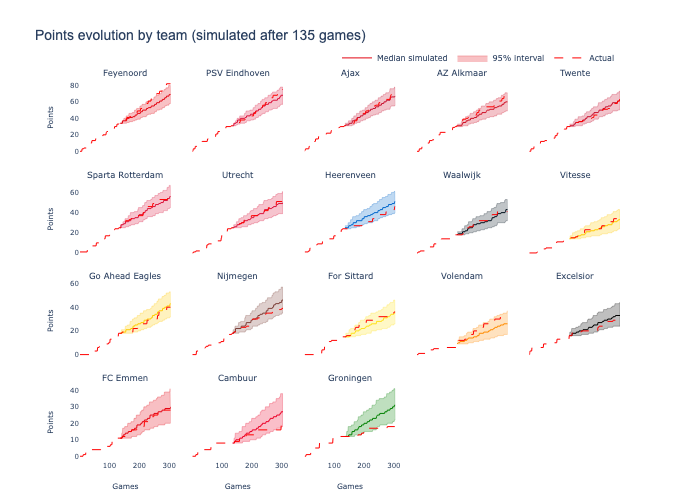 Points evolution by team (simulated after 135 games)
Median simulated 95% interval Actual
Feyenoord PSV Eindhoven Ajax AZ Alkmaar Twente
80
60
40
20
0
Points
Sparta Rotterdam Utrecht Heerenveen Waalwijk Vitesse
60
40
20
0
Points
Go Ahead Eagles Nijmegen For Sittard Volendam Excelsior
60
40
20
0
Points
FC Emmen Cambuur Groningen
40
30
20
10
0
Points
100 200 300 100 200 300 100 200 300
Games Games Games